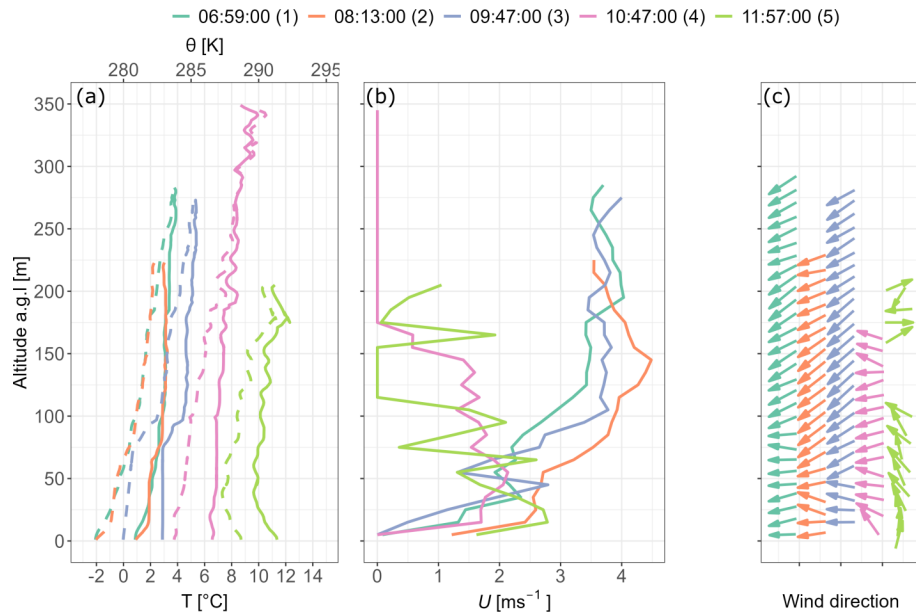 06:59:00 (1) 08:13:00 (2) 09:47:00 (3) 10:47:00 (4) 11:57:00 (5)
θ [K]
280 285 290 295
(a) (b) (c)
350
300
250
200
150
100
50
0
Altitude a.g.l [m]
-2 0 2 4 6 8 10 12 14
0 1 2 3 4
T [°C] U [ms⁻¹] Wind direction